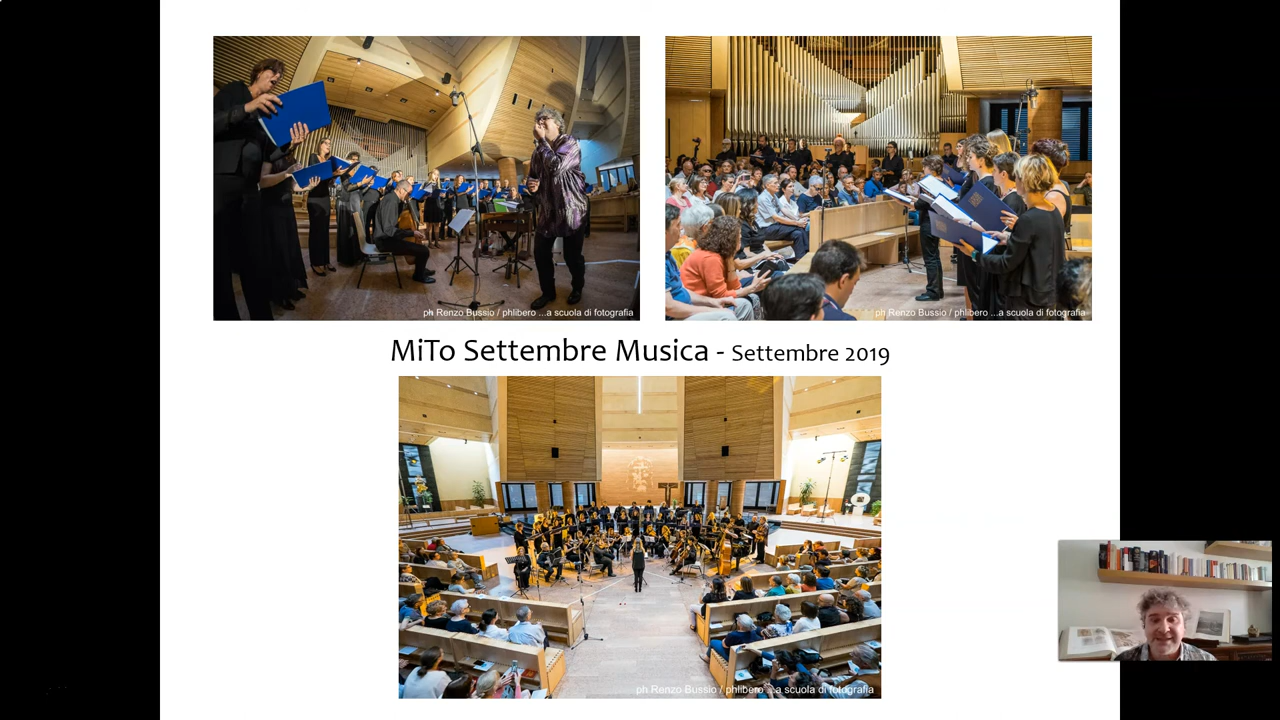 ph Renzo Bussio / phlibero ...a scuola di fotografia
ph Renzo Bussio / phlibero ...a scuola di fotografia
MiTo Settembre Musica - Settembre 2019
ph Renzo Bussio / phlibero ...a scuola di fotografia